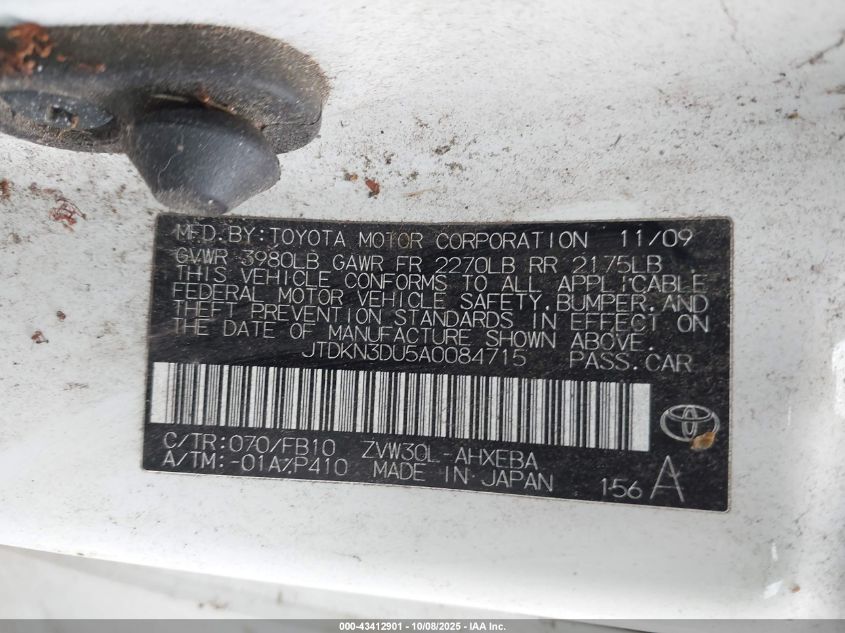 MFD. BY: TOYOTA MOTOR CORPORATION 11/09
GVWR 3980LB GAWR FR 2270LB RR 2175LB
THIS VEHICLE CONFORMS TO ALL APPLICABLE
FEDERAL MOTOR VEHICLE SAFETY, BUMPER, AND
THEFT PREVENTION STANDARDS IN EFFECT ON
THE DATE OF MANUFACTURE SHOWN ABOVE.
JTDKN3DU5A0084715 PASS. CAR
C/TR: 070/FB10 ZVW30L-AHXEBA
A/TM: -01A/P410 MADE IN JAPAN 156 A
000-43412901 - 10/08/2025 - IAA Inc.